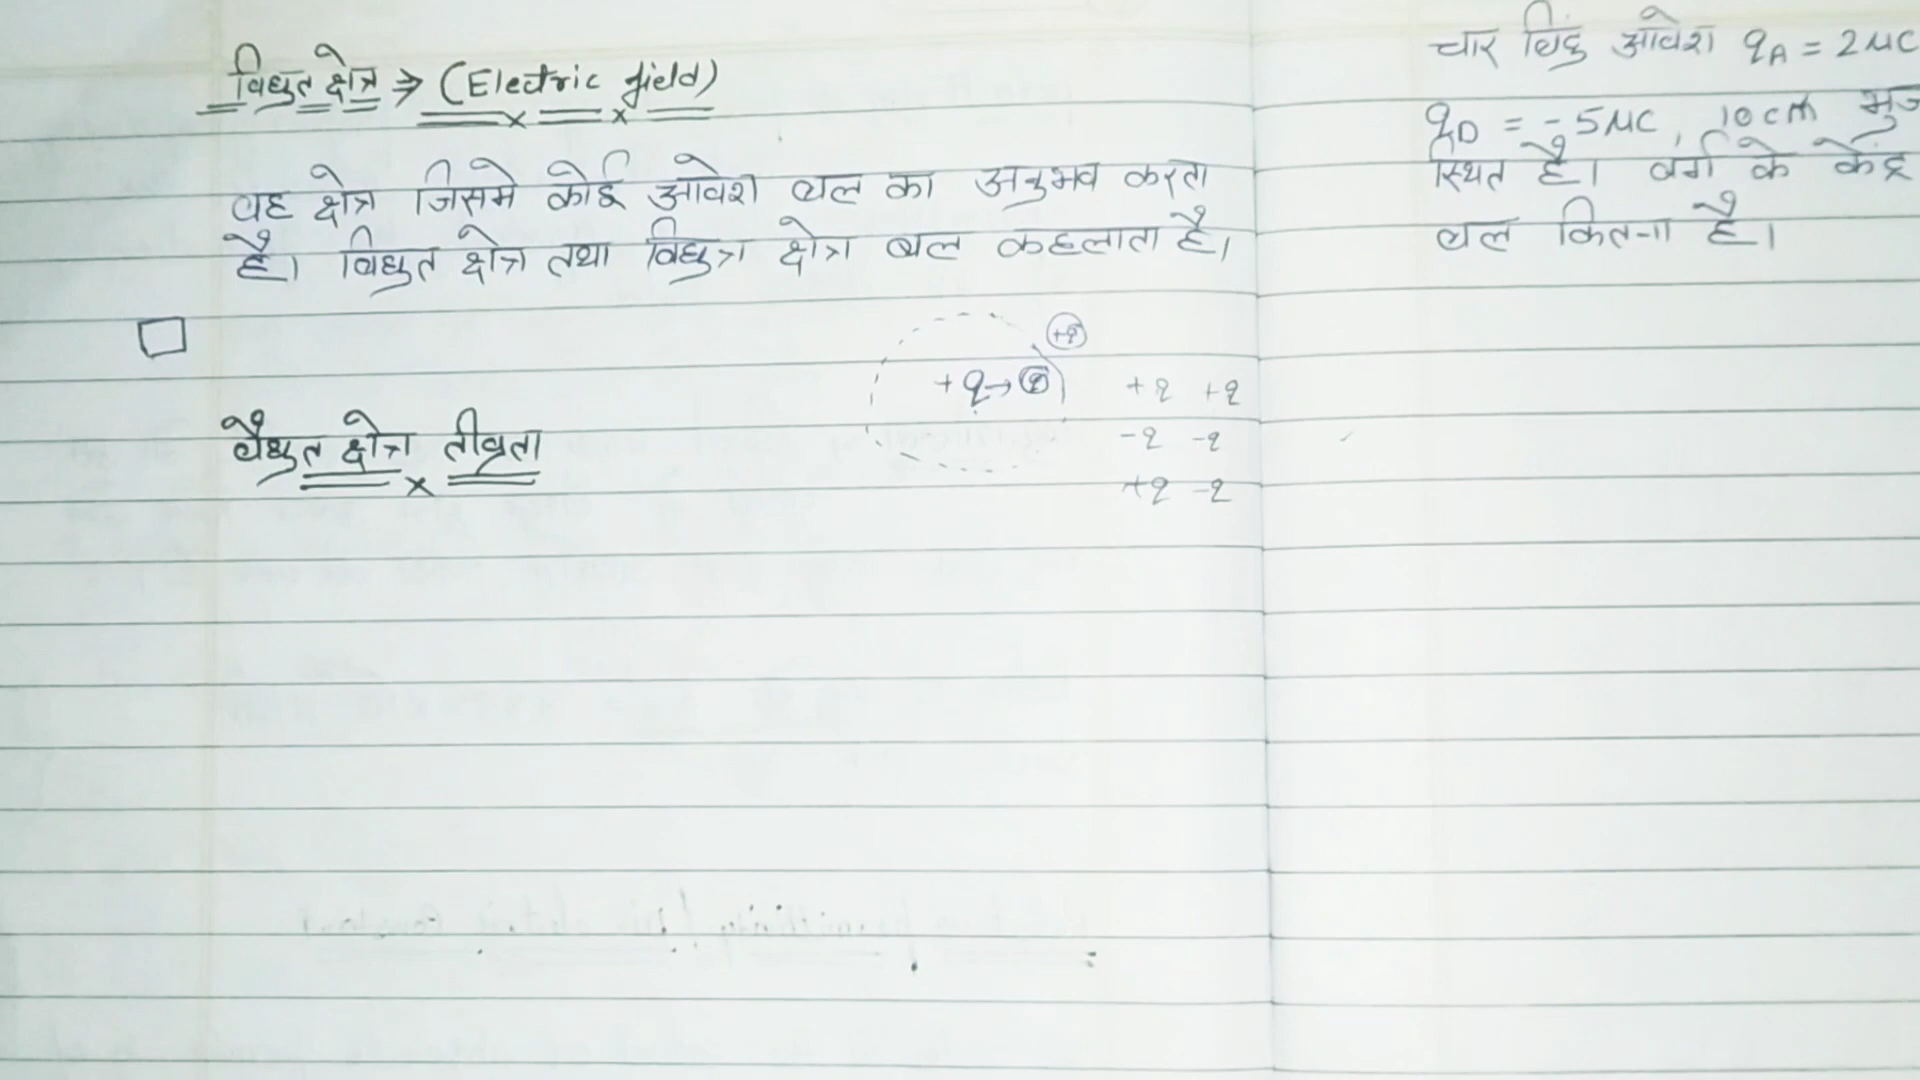 विधुत क्षेत्र ⇒ (Electric field)
वह क्षेत्र जिसमे कोई आवेश बल का अनुभव करता
है। विधुत क्षेत्र तथा विधुत्र क्षेत्र बल कहलाता है।
+q
+q→q
+q +q
-q -q
+q -q
वैधुत क्षेत्र तीव्रता
चार बिंदु आवेश qA = 2μC
qD = -5μC, 10cm
स्थित है। वर्ग के केंद्र
बल कितना है।